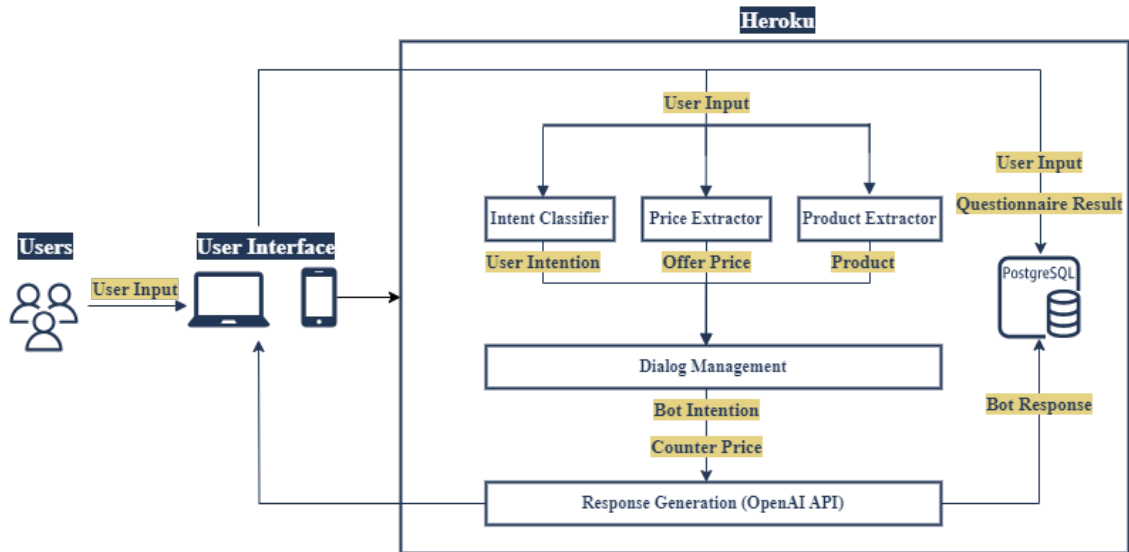 Heroku
User Input
User Input
Questionnaire Result
Intent Classifier
Price Extractor
Product Extractor
Users
User Interface
User Intention
Offer Price
Product
PostgreSQL
User Input
Dialog Management
Bot Intention
Bot Response
Counter Price
Response Generation (OpenAI API)